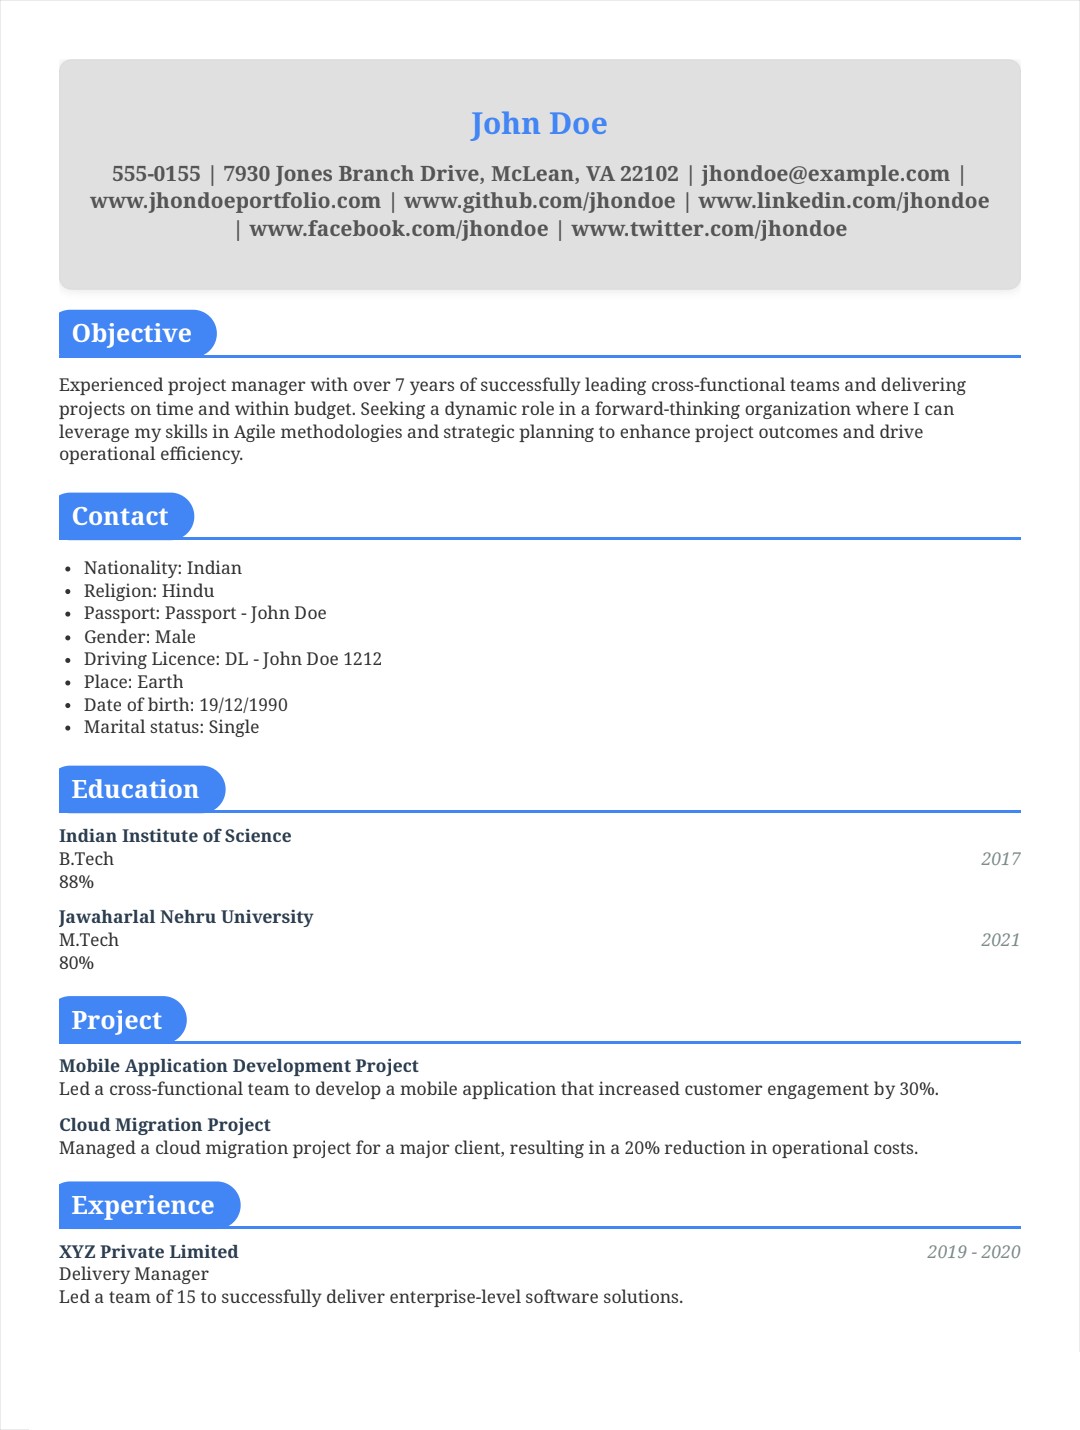 John Doe
555-0155 | 7930 Jones Branch Drive, McLean, VA 22102 | jhondoe@example.com |
www.jhondoeportfolio.com | www.github.com/jhondoe | www.linkedin.com/jhondoe
| www.facebook.com/jhondoe | www.twitter.com/jhondoe
Objective
Experienced project manager with over 7 years of successfully leading cross-functional teams and delivering
projects on time and within budget. Seeking a dynamic role in a forward-thinking organization where I can
leverage my skills in Agile methodologies and strategic planning to enhance project outcomes and drive
operational efficiency.
Contact
• Nationality: Indian
• Religion: Hindu
• Passport: Passport - John Doe
• Gender: Male
• Driving Licence: DL - John Doe 1212
• Place: Earth
• Date of birth: 19/12/1990
• Marital status: Single
Education
Indian Institute of Science
B.Tech 2017
88%
Jawaharlal Nehru University
M.Tech 2021
80%
Project
Mobile Application Development Project
Led a cross-functional team to develop a mobile application that increased customer engagement by 30%.
Cloud Migration Project
Managed a cloud migration project for a major client, resulting in a 20% reduction in operational costs.
Experience
XYZ Private Limited 2019 - 2020
Delivery Manager
Led a team of 15 to successfully deliver enterprise-level software solutions.